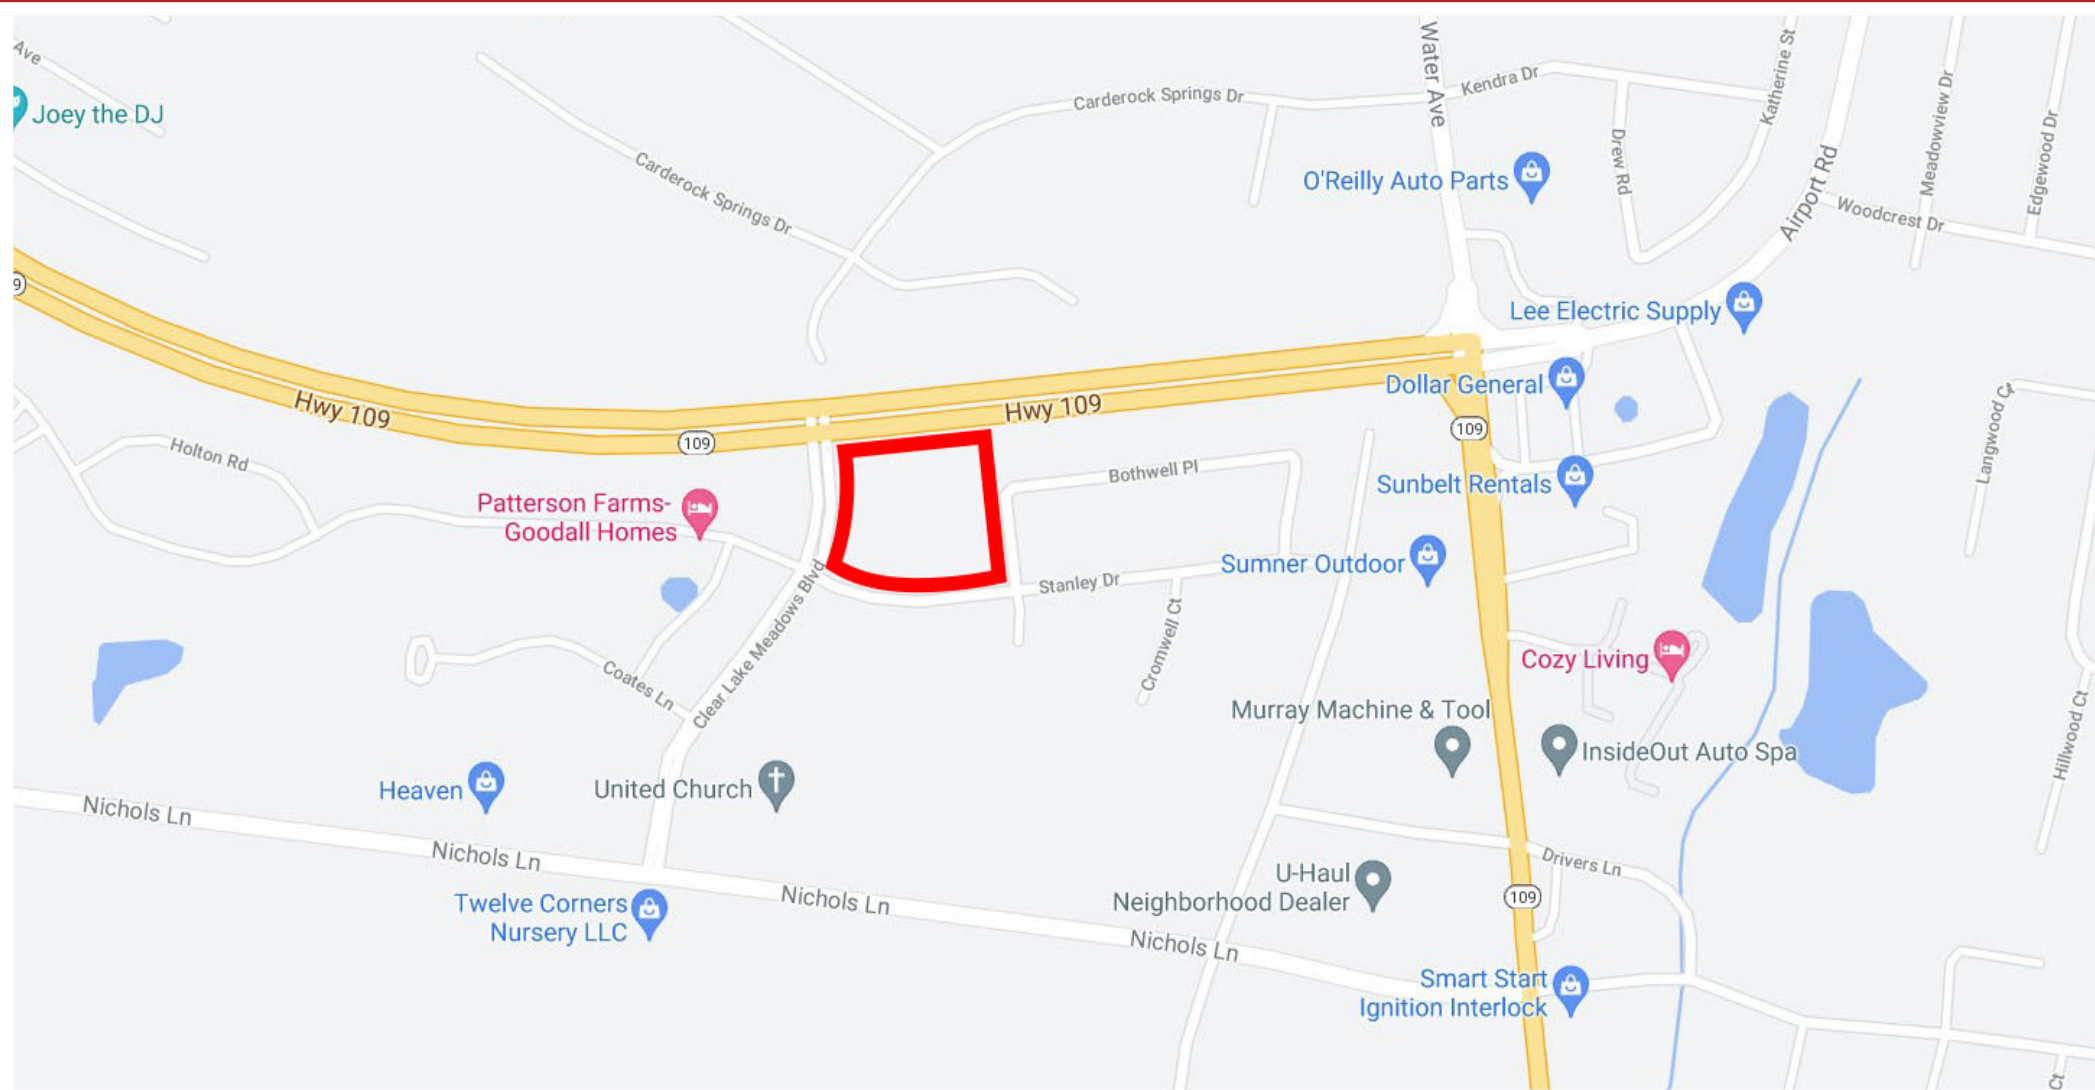 Ave
Joey the DJ
Water Ave
Carderock Springs Dr
Kendra Dr
Katherine St
Meadowview Dr
Edgewood Dr
Drew Rd
Airport Rd
Woodcrest Dr
Carderock Springs Dr
O'Reilly Auto Parts
9
Lee Electric Supply
Dollar General
Hwy 109
Hwy 109
109
109
Langwood Ct
Holton Rd
Bothwell Pl
Sunbelt Rentals
Patterson Farms-
Goodall Homes
Sumner Outdoor
Stanley Dr
Clear Lake Meadows Blvd
Cromwell Ct
Coates Ln
Cozy Living
Murray Machine & Tool
InsideOut Auto Spa
Hillwood Ct
Heaven
United Church
Nichols Ln
Nichols Ln
Nichols Ln
Nichols Ln
Drivers Ln
U-Haul
Neighborhood Dealer
109
Twelve Corners
Nursery LLC
Smart Start
Ignition Interlock
Ct